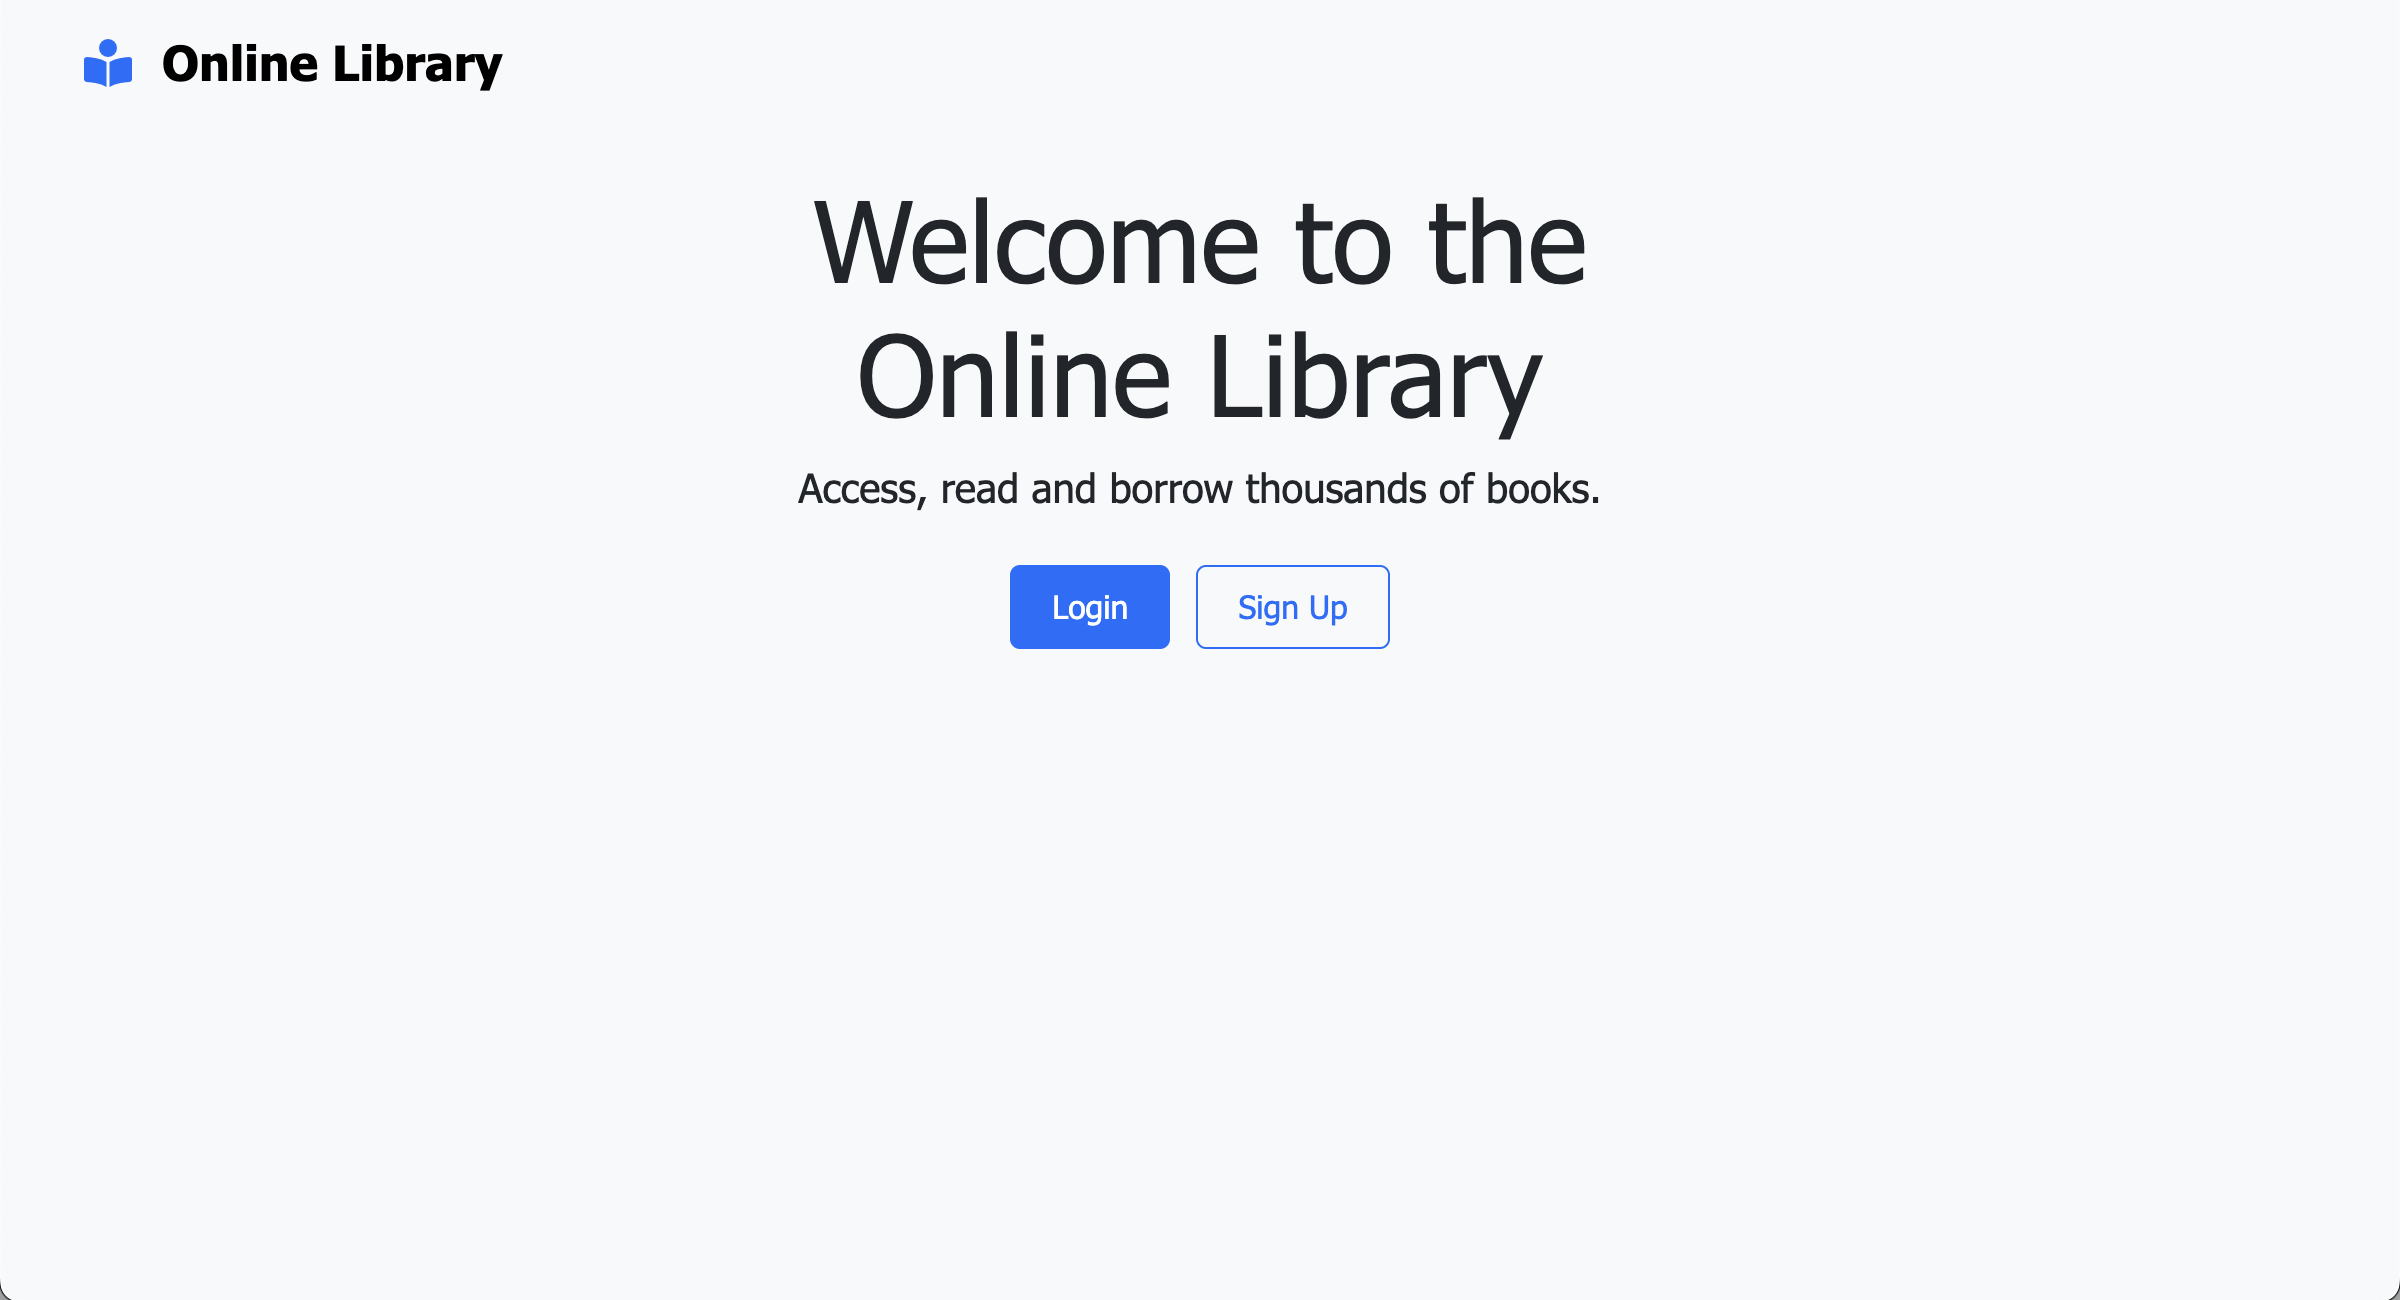 Online Library
Welcome to the
Online Library
Access, read and borrow thousands of books.
Login
Sign Up